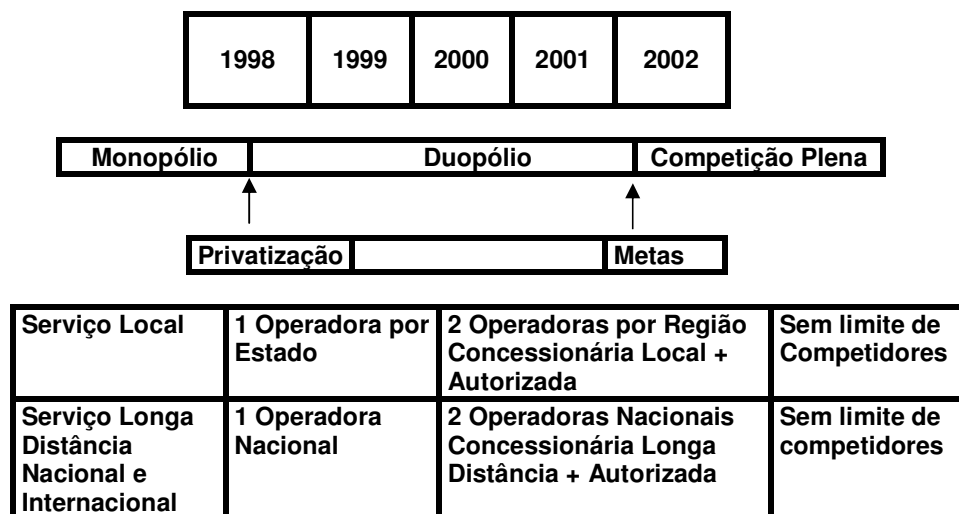 1998 1999 2000 2001 2002
Monopólio Duopólio Competição Plena
Privatização Metas
Serviço Local
1 Operadora por
Estado
2 Operadoras por Região
Concessionária Local +
Autorizada
Sem limite de
Competidores
Serviço Longa
Distância
Nacional e
Internacional
1 Operadora
Nacional
2 Operadoras Nacionais
Concessionária Longa
Distância + Autorizada
Sem limite de
competidores